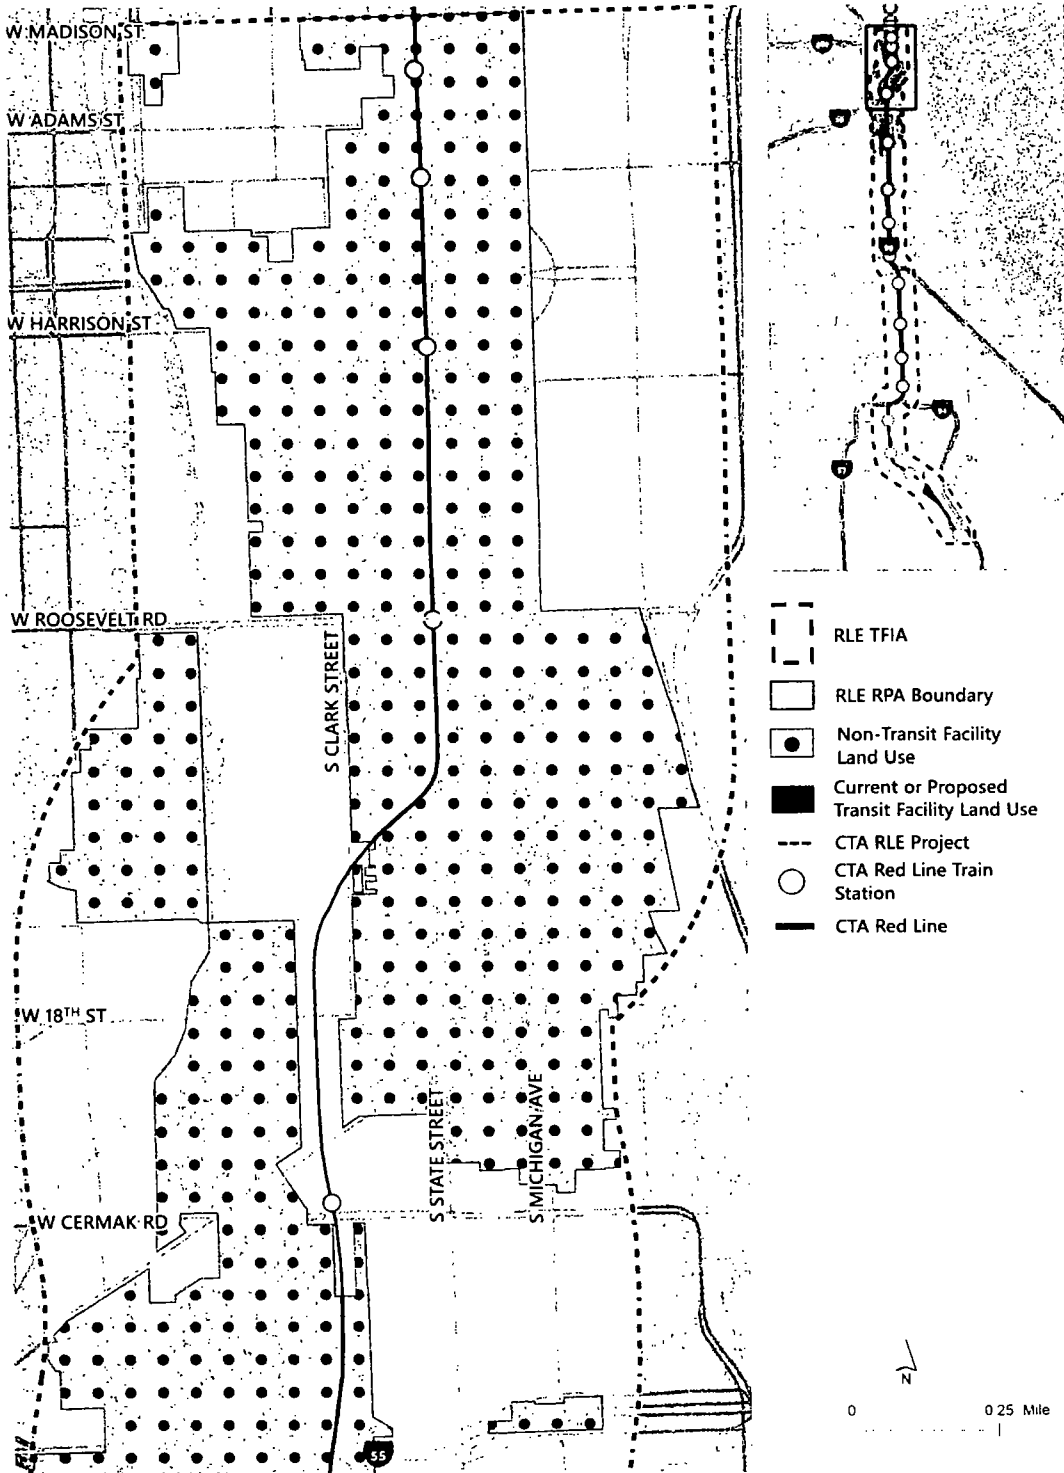 W MADISON ST
W ADAMS ST
W HARRISON ST
W ROOSEVELT RD
S CLARK STREET
W 18TH ST
S STATE STREET
S MICHIGAN AVE
W CERMAK RD
55
RLE TFIA
RLE RPA Boundary
Non-Transit Facility
Land Use
Current or Proposed
Transit Facility Land Use
CTA RLE Project
CTA Red Line Train
Station
CTA Red Line
N
0 0 25 Mile